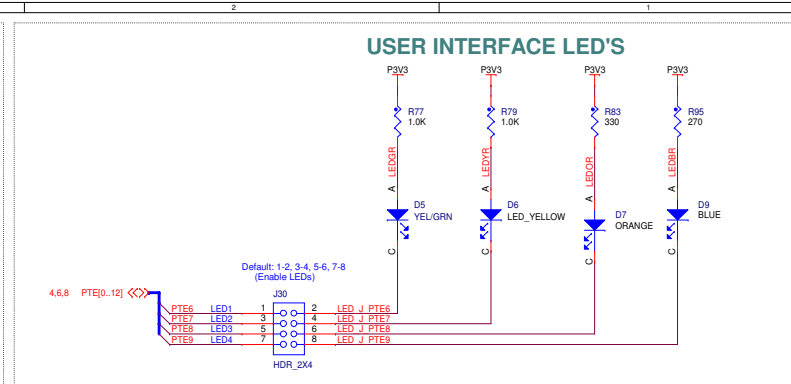 2
1
USER INTERFACE LED'S
P3V3 P3V3 P3V3 P3V3
R77 R79 R83 R95
1.0K 1.0K 330 270
LEDGR LEDYR LEDOR LEDBR
A A A A
D5 D6 D7 D9
YEL/GRN LED_YELLOW ORANGE BLUE
C C C C
Default: 1-2, 3-4, 5-6, 7-8
(Enable LEDs)
4,6,8 PTE[0..12] J30
PTE6 LED1 1 2 LED_J_PTE6
PTE7 LED2 3 4 LED_J_PTE7
PTE8 LED3 5 6 LED_J_PTE8
PTE9 LED4 7 8 LED_J_PTE9
HDR_2X4